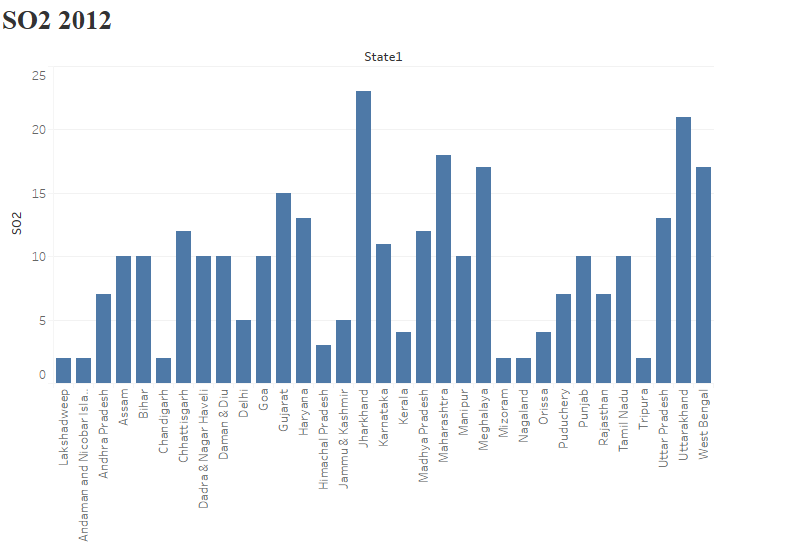 SO2 2012
State1
25
20
15
10
5
0
SO2
Lakshadweep
Andaman and Nicobar Isla..
Andhra Pradesh
Assam
Bihar
Chandigarh
Chhattisgarh
Dadra & Nagar Haveli
Daman & Diu
Delhi
Goa
Gujarat
Haryana
Himachal Pradesh
Jammu & Kashmir
Jharkhand
Karnataka
Kerala
Madhya Pradesh
Maharashtra
Manipur
Meghalaya
Mizoram
Nagaland
Orissa
Puduchery
Punjab
Rajasthan
Tamil Nadu
Tripura
Uttar Pradesh
Uttarakhand
West Bengal